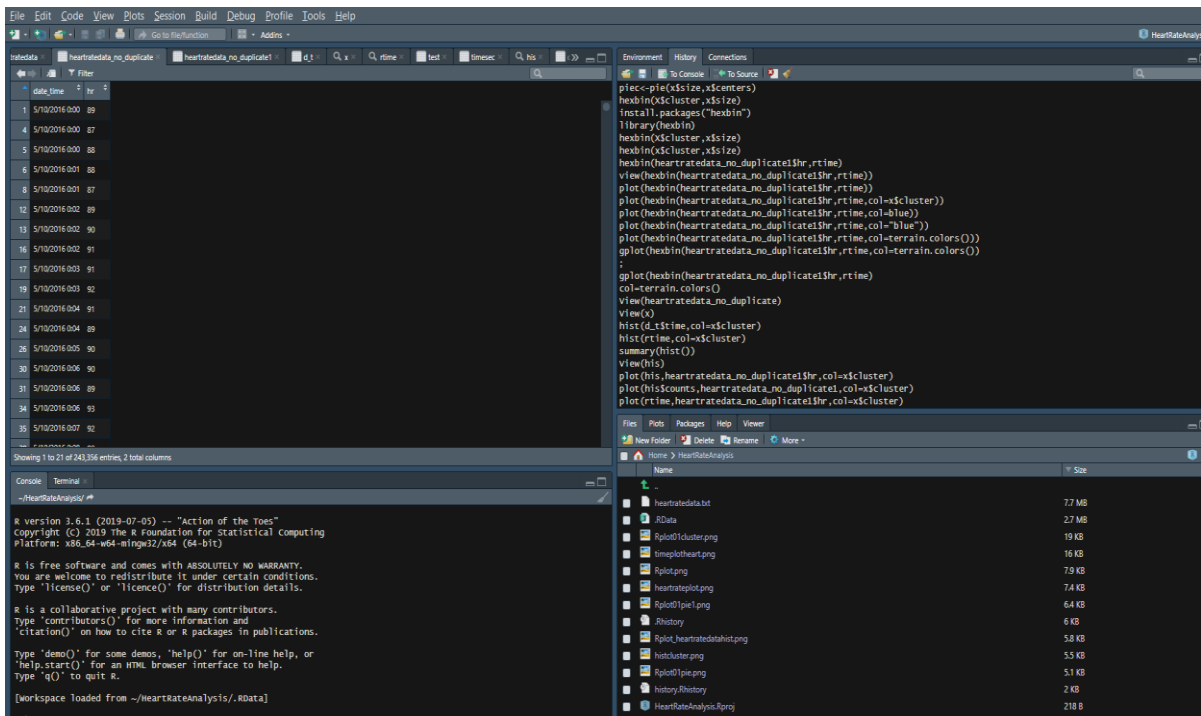 File Edit Code View Plots Session Build Debug Profile Tools Help
Go to file/function Addins HeartRateAnalys
tratedata heartratedata_no_duplicate heartratedata_no_duplicate1 d_t x rtime test timesec his
Filter
date_time hr
1 5/10/2016 0:00 89
4 5/10/2016 0:00 87
5 5/10/2016 0:00 88
6 5/10/2016 0:01 88
8 5/10/2016 0:01 87
12 5/10/2016 0:02 89
13 5/10/2016 0:02 90
16 5/10/2016 0:02 91
17 5/10/2016 0:03 91
19 5/10/2016 0:03 92
21 5/10/2016 0:04 91
24 5/10/2016 0:04 89
26 5/10/2016 0:05 90
30 5/10/2016 0:06 90
31 5/10/2016 0:06 89
34 5/10/2016 0:06 93
35 5/10/2016 0:07 92
Showing 1 to 21 of 243,356 entries, 2 total columns
Console Terminal
~/HeartRateAnalysis/
R version 3.6.1 (2019-07-05) -- "Action of the Toes"
Copyright (C) 2019 The R Foundation for Statistical Computing
Platform: x86_64-w64-mingw32/x64 (64-bit)
R is free software and comes with ABSOLUTELY NO WARRANTY.
You are welcome to redistribute it under certain conditions.
Type 'license()' or 'licence()' for distribution details.
R is a collaborative project with many contributors.
Type 'contributors()' for more information and
'citation()' on how to cite R or R packages in publications.
Type 'demo()' for some demos, 'help()' for on-line help, or
'help.start()' for an HTML browser interface to help.
Type 'q()' to quit R.
[Workspace loaded from ~/HeartRateAnalysis/.RData]
Environment History Connections
To Console To Source
piec<-pie(x$size,x$centers)
hexbin(x$cluster,x$size)
install.packages("hexbin")
library(hexbin)
hexbin(x$cluster,x$size)
hexbin(x$cluster,x$size)
hexbin(heartratedata_no_duplicate1$hr,rtime)
view(hexbin(heartratedata_no_duplicate1$hr,rtime))
plot(hexbin(heartratedata_no_duplicate1$hr,rtime))
plot(hexbin(heartratedata_no_duplicate1$hr,rtime,col=x$cluster))
plot(hexbin(heartratedata_no_duplicate1$hr,rtime,col=blue))
plot(hexbin(heartratedata_no_duplicate1$hr,rtime,col="blue"))
plot(hexbin(heartratedata_no_duplicate1$hr,rtime,col=terrain.colors()))
gplot(hexbin(heartratedata_no_duplicate1$hr,rtime,col=terrain.colors())
;
gplot(hexbin(heartratedata_no_duplicate1$hr,rtime)
col=terrain.colors()
View(heartratedata_no_duplicate)
View(x)
hist(d_t$time,col=x$cluster)
hist(rtime,col=x$cluster)
summary(hist())
View(his)
plot(his,heartratedata_no_duplicate1$hr,col=x$cluster)
plot(his$counts,heartratedata_no_duplicate1,col=x$cluster)
plot(rtime,heartratedata_no_duplicate1$hr,col=x$cluster)
Files Plots Packages Help Viewer
New Folder Delete Rename More
Home > HeartRateAnalysis
Name Size
..
heartratedata.txt 7.7 MB
.RData 2.7 MB
Rplot01cluster.png 19 KB
timeplotheart.png 16 KB
Rplot.png 7.9 KB
heartrateplot.png 7.4 KB
Rplot01pie1.png 6.4 KB
.Rhistory 6 KB
Rplot_heartratedatahist.png 5.8 KB
histcluster.png 5.5 KB
Rplot01pie.png 5.1 KB
history.Rhistory 2 KB
HeartRateAnalysis.Rproj 218 B